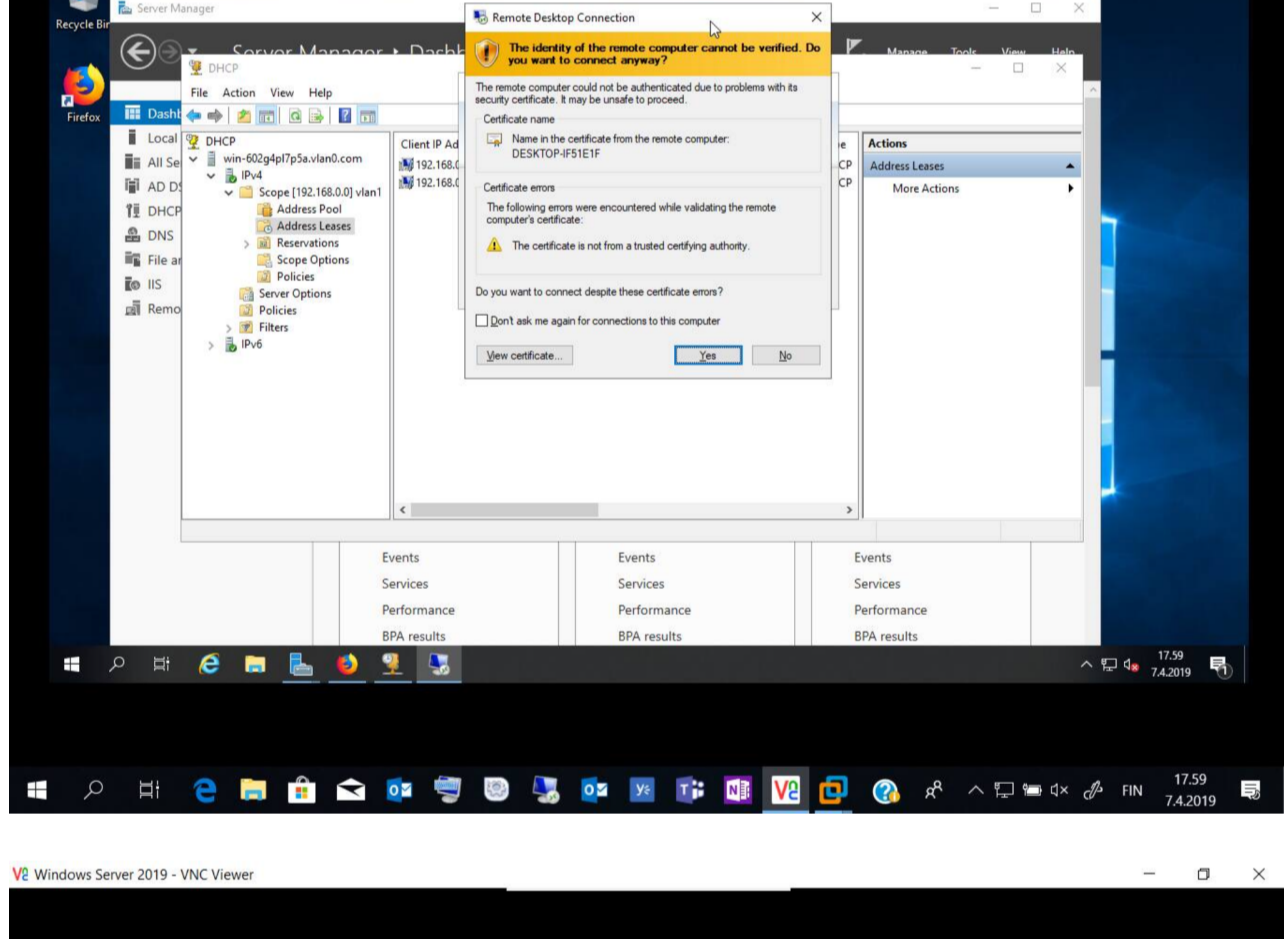 Recycle Bin
Firefox
Server Manager
Server Manager • Dashb
Manage Tools View Help
DHCP
File Action View Help
Dashb
Local
All Se
AD DS
DHCP
DNS
File an
IIS
Remo
DHCP
win-602g4pl7p5a.vlan0.com
IPv4
Scope [192.168.0.0] vlan1
Address Pool
Address Leases
Reservations
Scope Options
Policies
Server Options
Policies
Filters
IPv6
Client IP Ad
192.168.0
192.168.0
CP
CP
Actions
Address Leases
More Actions
Remote Desktop Connection
The identity of the remote computer cannot be verified. Do
you want to connect anyway?
The remote computer could not be authenticated due to problems with its
security certificate. It may be unsafe to proceed.
Certificate name
Name in the certificate from the remote computer:
DESKTOP-IF51E1F
Certificate errors
The following errors were encountered while validating the remote
computer's certificate:
The certificate is not from a trusted certifying authority.
Do you want to connect despite these certificate errors?
Don't ask me again for connections to this computer
View certificate...
Yes
No
Events Events Events
Services Services Services
Performance Performance Performance
BPA results BPA results BPA results
17.59
7.4.2019
FIN
17.59
7.4.2019
Windows Server 2019 - VNC Viewer